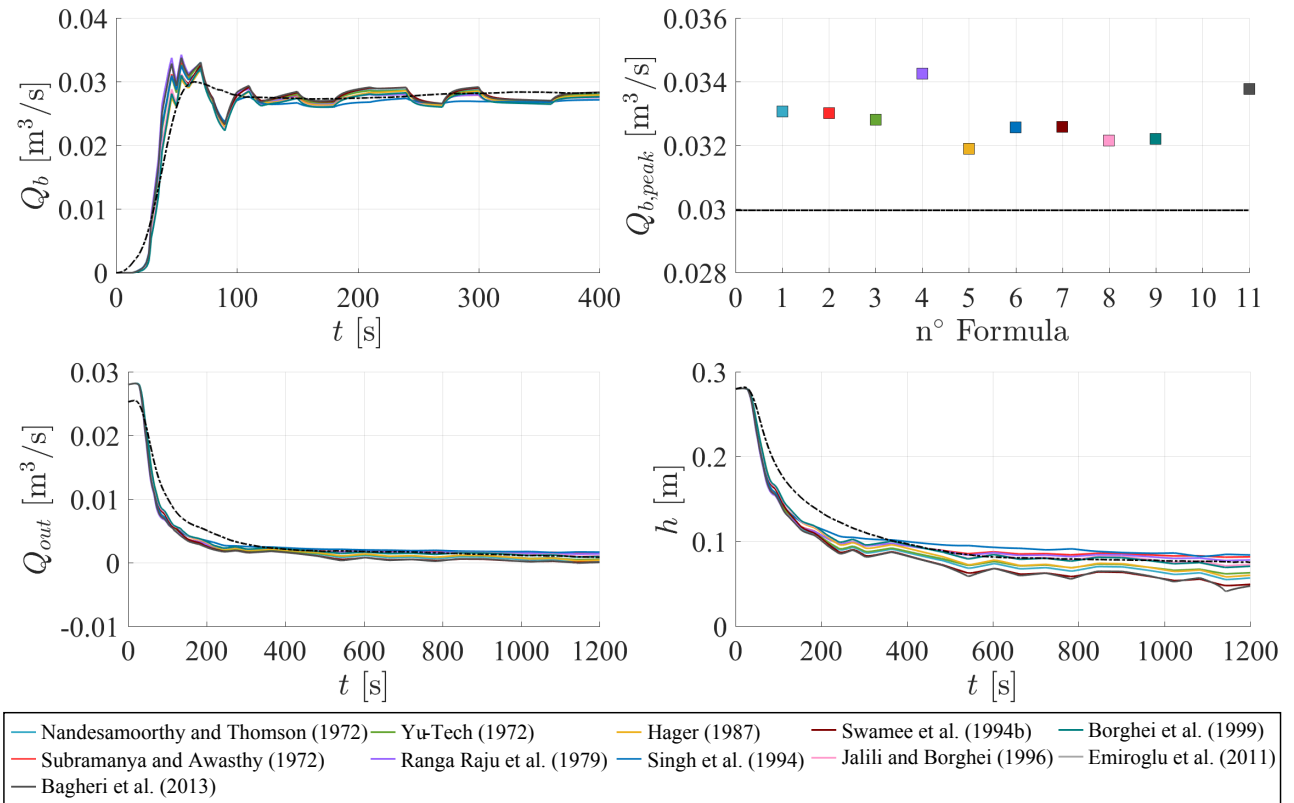 0.04
0.03
0.02
0.01
0
Q_b [m³/s]
0 100 200 300 400
t [s]
0.036
0.034
0.032
0.03
0.028
Q_{b,peak} [m³/s]
0 1 2 3 4 5 6 7 8 9 10 11
n° Formula
0.03
0.02
0.01
0
-0.01
Q_{out} [m³/s]
0 200 400 600 800 1000 1200
t [s]
0.3
0.2
0.1
0
h [m]
0 200 400 600 800 1000 1200
t [s]
Nandesamoorthy and Thomson (1972) Yu-Tech (1972) Hager (1987) Swamee et al. (1994b) Borghei et al. (1999)
Subramanya and Awasthy (1972) Ranga Raju et al. (1979) Singh et al. (1994) Jalili and Borghei (1996) Emiroglu et al. (2011)
Bagheri et al. (2013)